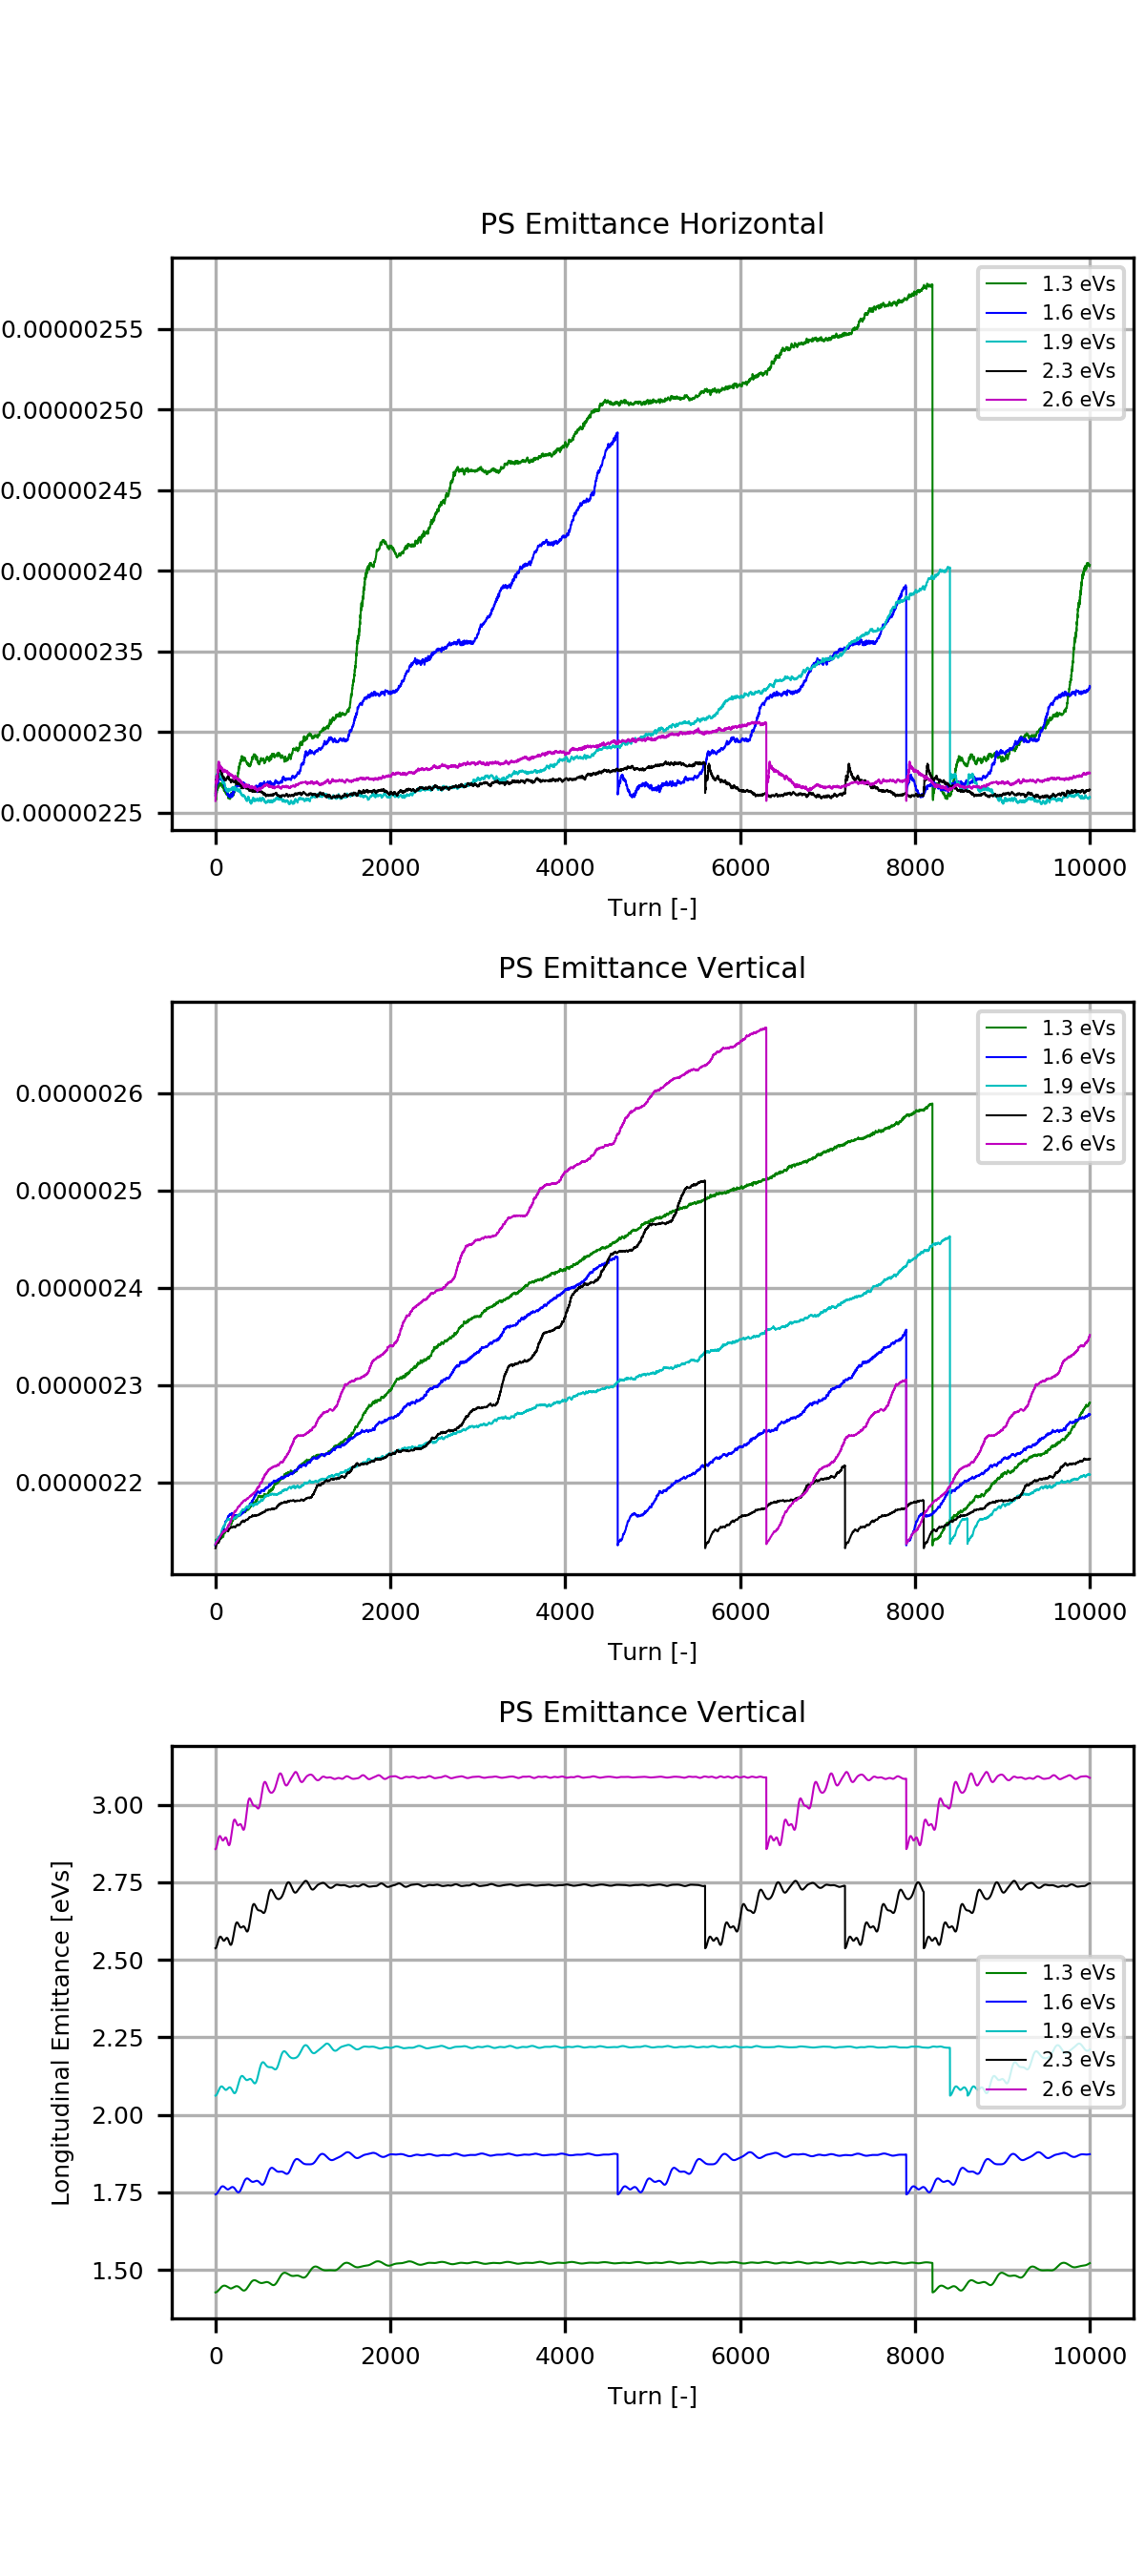 PS Emittance Horizontal
0.00000255
0.00000250
0.00000245
0.00000240
0.00000235
0.00000230
0.00000225
1.3 eVs
1.6 eVs
1.9 eVs
2.3 eVs
2.6 eVs
0 2000 4000 6000 8000 10000
Turn [-]
PS Emittance Vertical
0.0000026
0.0000025
0.0000024
0.0000023
0.0000022
1.3 eVs
1.6 eVs
1.9 eVs
2.3 eVs
2.6 eVs
0 2000 4000 6000 8000 10000
Turn [-]
PS Emittance Vertical
Longitudinal Emittance [eVs]
3.00
2.75
2.50
2.25
2.00
1.75
1.50
1.3 eVs
1.6 eVs
1.9 eVs
2.3 eVs
2.6 eVs
0 2000 4000 6000 8000 10000
Turn [-]